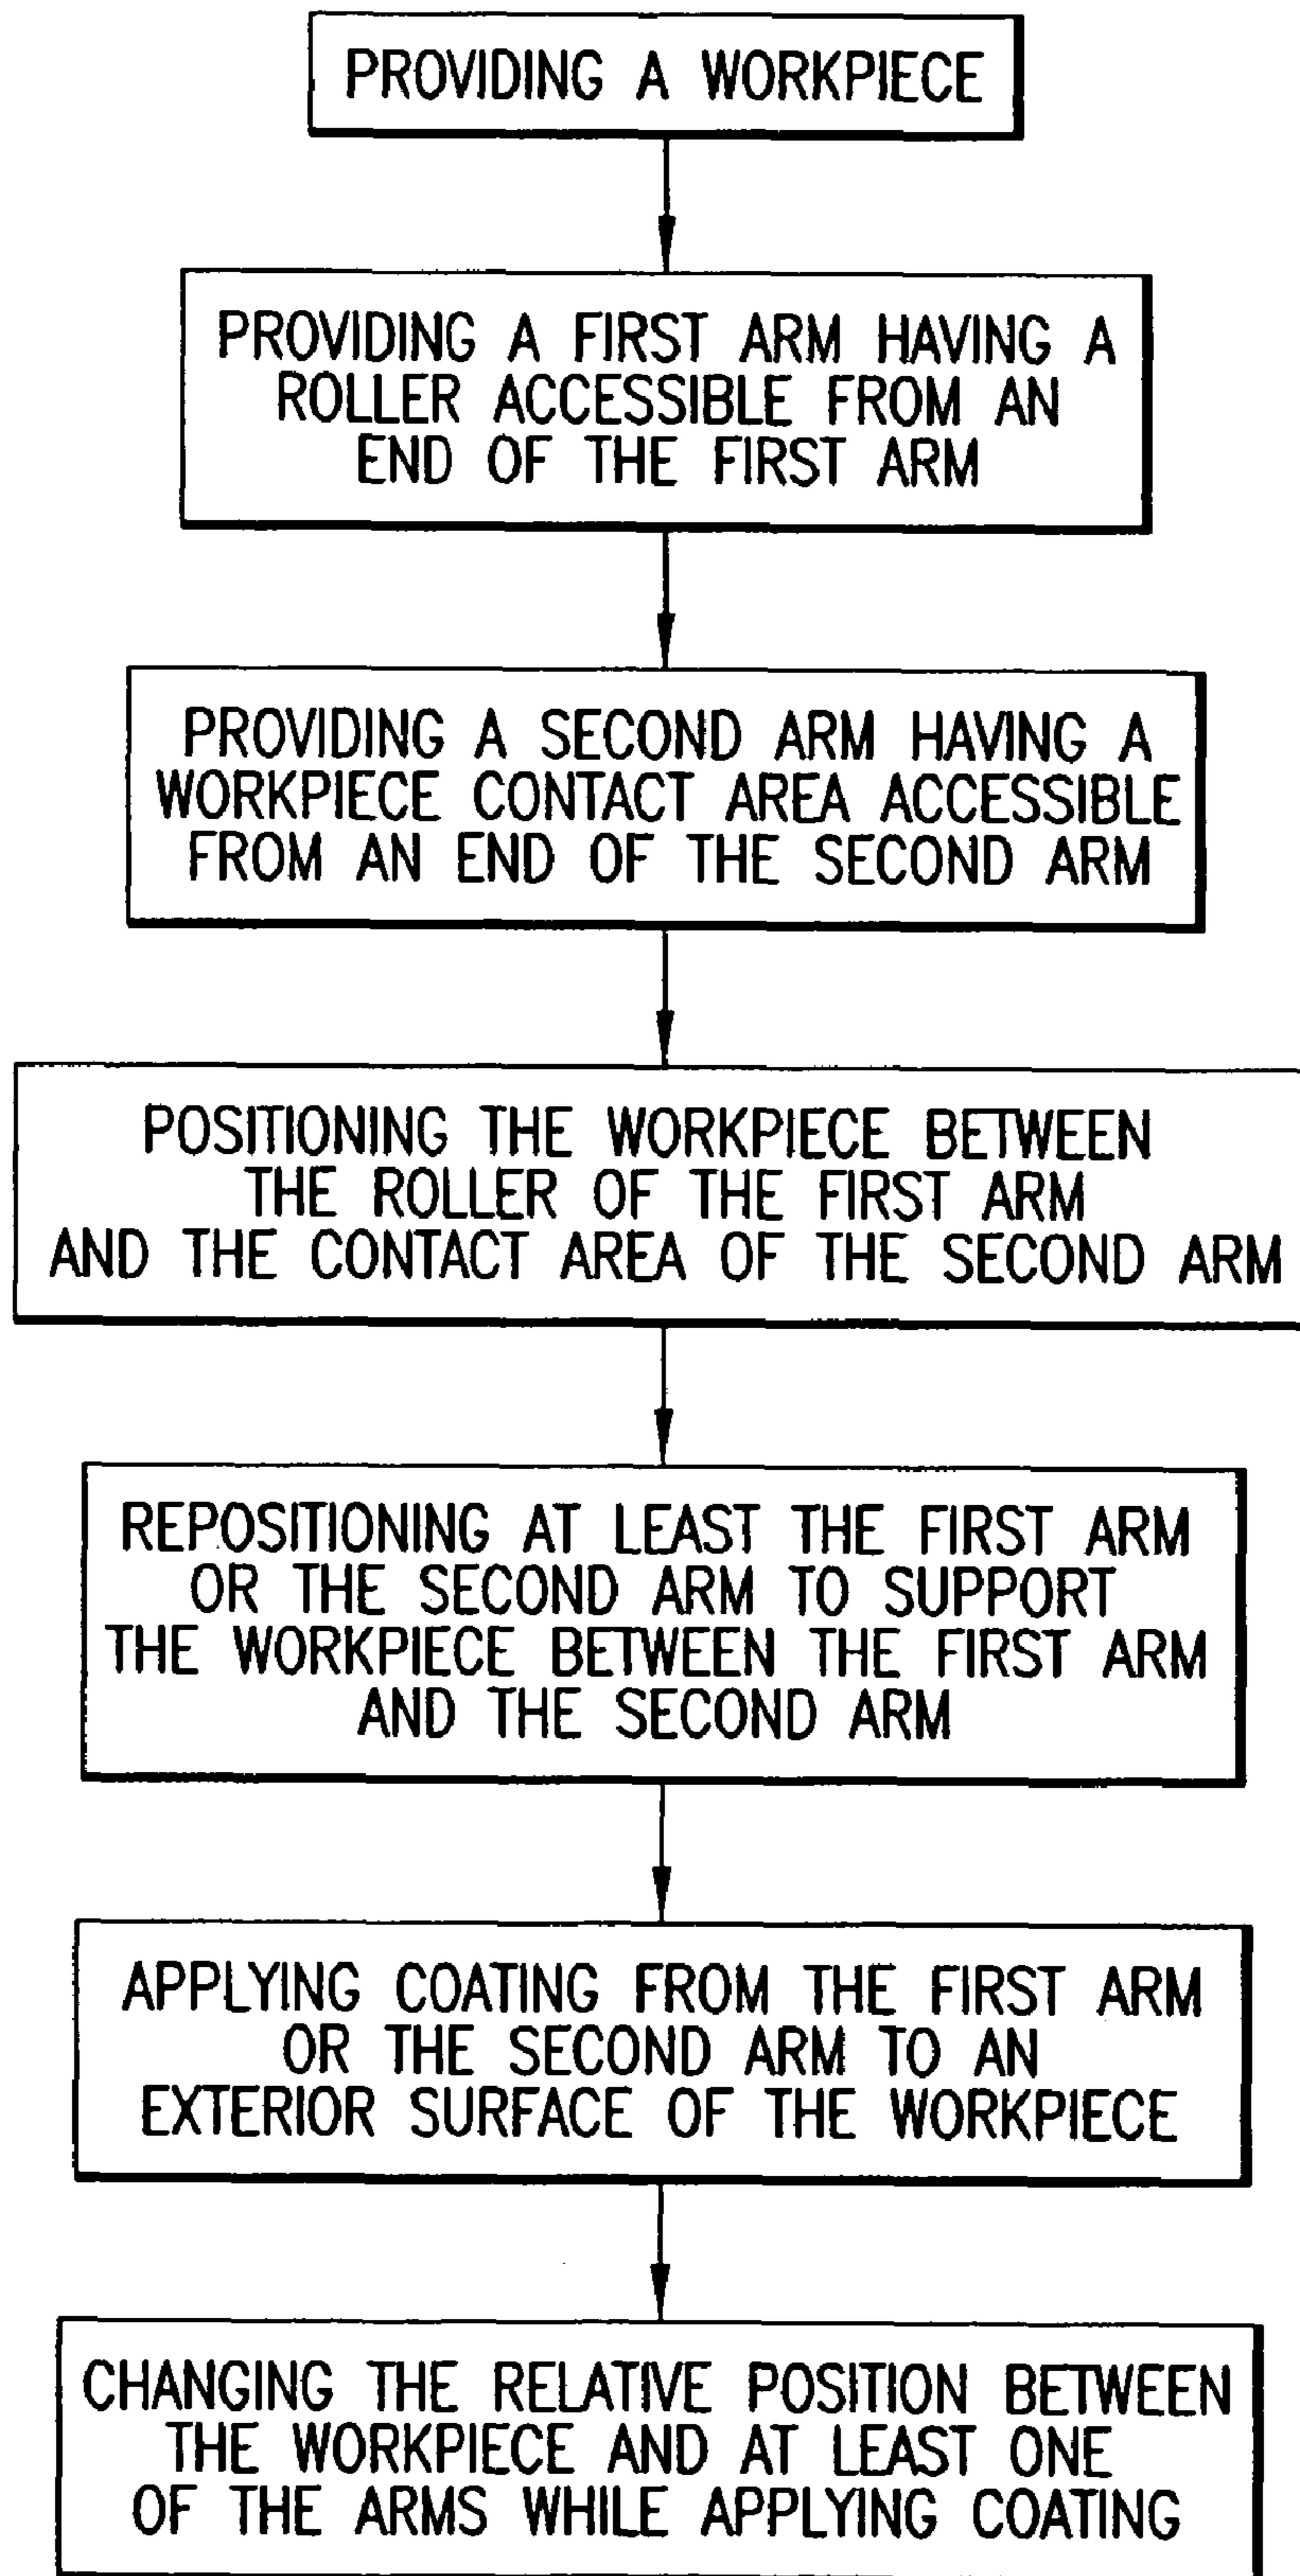 PROVIDING A WORKPIECE
PROVIDING A FIRST ARM HAVING A
ROLLER ACCESSIBLE FROM AN
END OF THE FIRST ARM
PROVIDING A SECOND ARM HAVING A
WORKPIECE CONTACT AREA ACCESSIBLE
FROM AN END OF THE SECOND ARM
POSITIONING THE WORKPIECE BETWEEN
THE ROLLER OF THE FIRST ARM
AND THE CONTACT AREA OF THE SECOND ARM
REPOSITIONING AT LEAST THE FIRST ARM
OR THE SECOND ARM TO SUPPORT
THE WORKPIECE BETWEEN THE FIRST ARM
AND THE SECOND ARM
APPLYING COATING FROM THE FIRST ARM
OR THE SECOND ARM TO AN
EXTERIOR SURFACE OF THE WORKPIECE
CHANGING THE RELATIVE POSITION BETWEEN
THE WORKPIECE AND AT LEAST ONE
OF THE ARMS WHILE APPLYING COATING